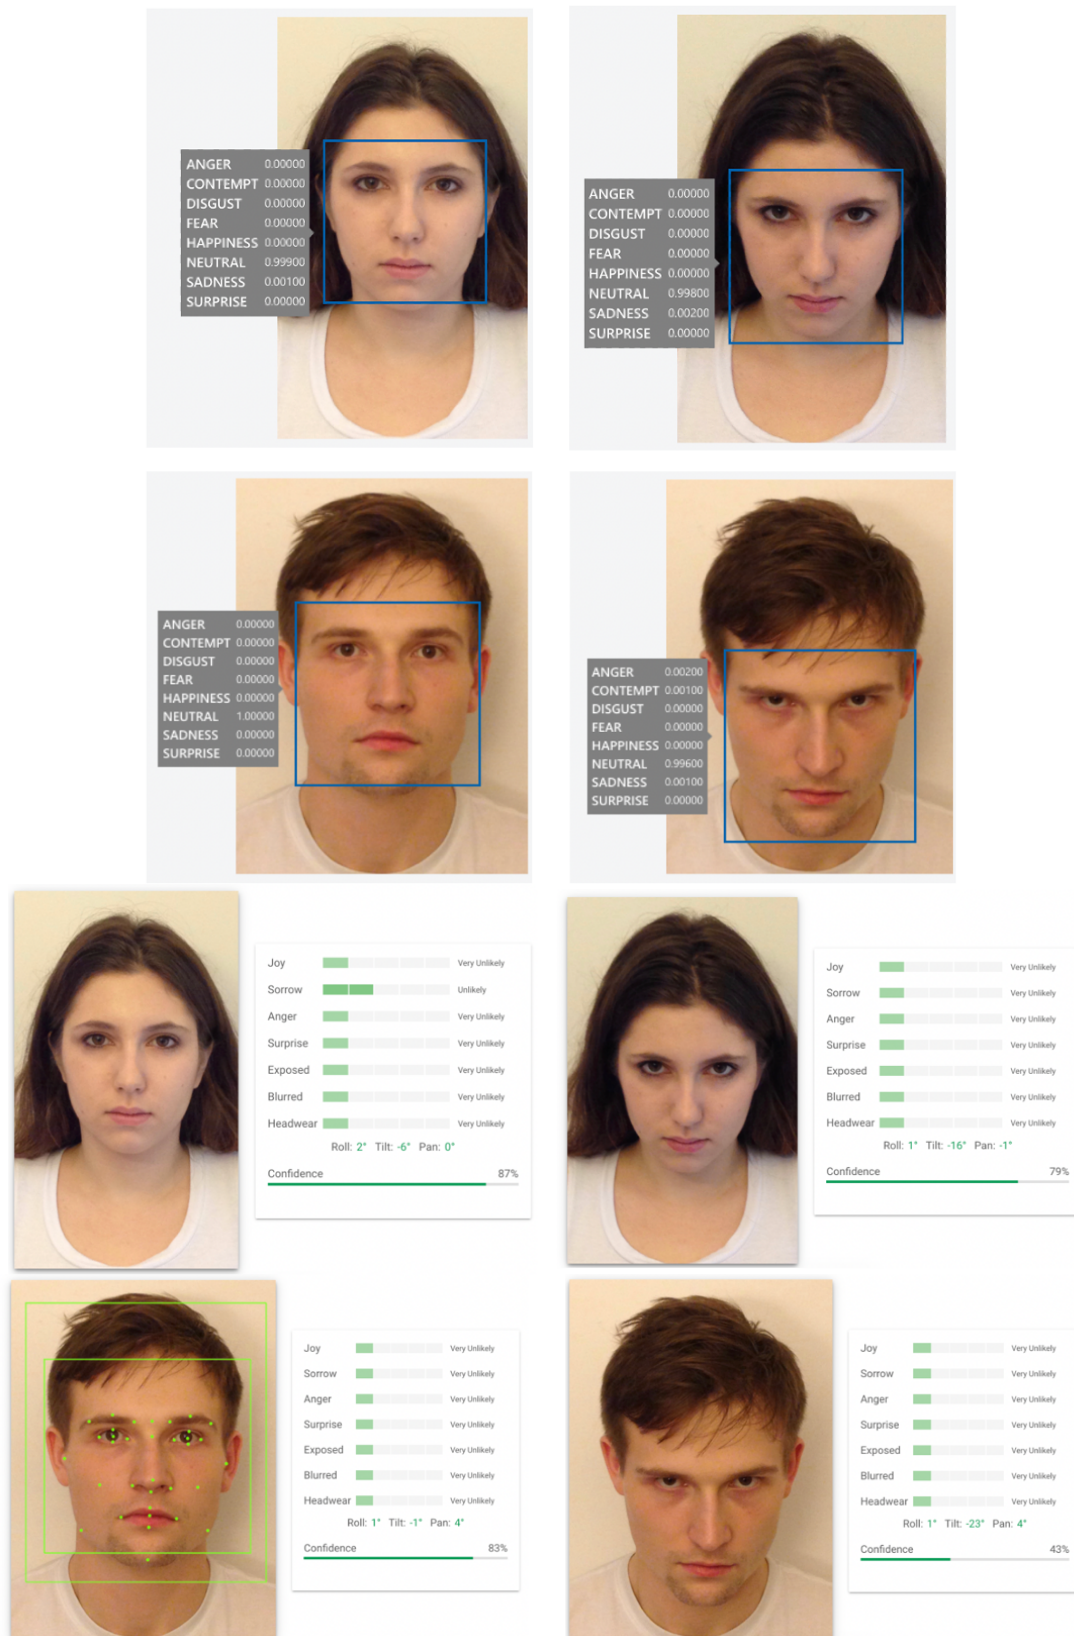 ANGER 0.00000
CONTEMPT 0.00000
DISGUST 0.00000
FEAR 0.00000
HAPPINESS 0.00000
NEUTRAL 0.99900
SADNESS 0.00100
SURPRISE 0.00000
ANGER 0.00000
CONTEMPT 0.00000
DISGUST 0.00000
FEAR 0.00000
HAPPINESS 0.00000
NEUTRAL 0.99800
SADNESS 0.00200
SURPRISE 0.00000
ANGER 0.00000
CONTEMPT 0.00000
DISGUST 0.00000
FEAR 0.00000
HAPPINESS 0.00000
NEUTRAL 1.00000
SADNESS 0.00000
SURPRISE 0.00000
ANGER 0.00200
CONTEMPT 0.00100
DISGUST 0.00000
FEAR 0.00000
HAPPINESS 0.00000
NEUTRAL 0.99600
SADNESS 0.00100
SURPRISE 0.00000
Joy Very Unlikely
Sorrow Unlikely
Anger Very Unlikely
Surprise Very Unlikely
Exposed Very Unlikely
Blurred Very Unlikely
Headwear Very Unlikely
Roll: 2° Tilt: -6° Pan: 0°
Confidence 87%
Joy Very Unlikely
Sorrow Very Unlikely
Anger Very Unlikely
Surprise Very Unlikely
Exposed Very Unlikely
Blurred Very Unlikely
Headwear Very Unlikely
Roll: 1° Tilt: -16° Pan: -1°
Confidence 79%
Joy Very Unlikely
Sorrow Very Unlikely
Anger Very Unlikely
Surprise Very Unlikely
Exposed Very Unlikely
Blurred Very Unlikely
Headwear Very Unlikely
Roll: 1° Tilt: -1° Pan: 4°
Confidence 83%
Joy Very Unlikely
Sorrow Very Unlikely
Anger Very Unlikely
Surprise Very Unlikely
Exposed Very Unlikely
Blurred Very Unlikely
Headwear Very Unlikely
Roll: 1° Tilt: -23° Pan: 4°
Confidence 43%